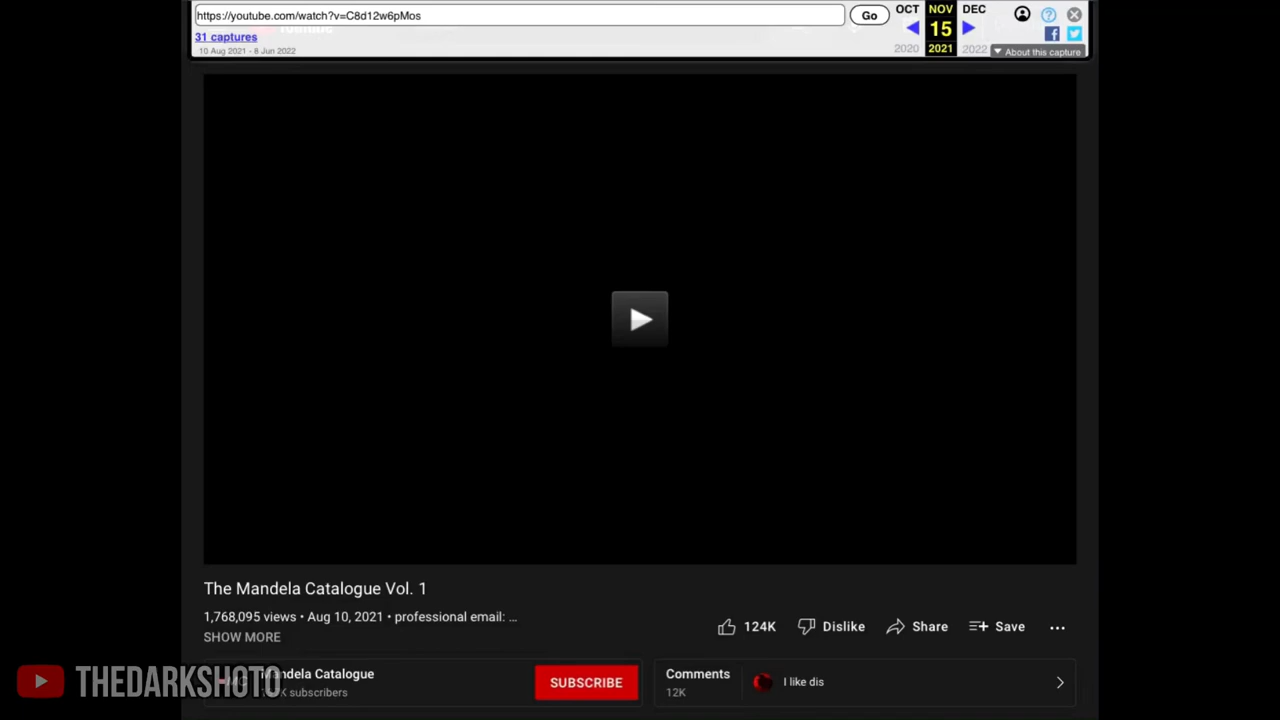 https://youtube.com/watch?v=C8d12w6pMos
Go
OCT NOV DEC
15
2020 2021 2022
31 captures
10 Aug 2021 - 8 Jun 2022
▼ About this capture
The Mandela Catalogue Vol. 1
1,768,095 views • Aug 10, 2021 • professional email: ...
SHOW MORE
124K
Dislike
Share
Save
Mandela Catalogue
K subscribers
SUBSCRIBE
Comments
12K
I like dis
THEDARKSHOTO